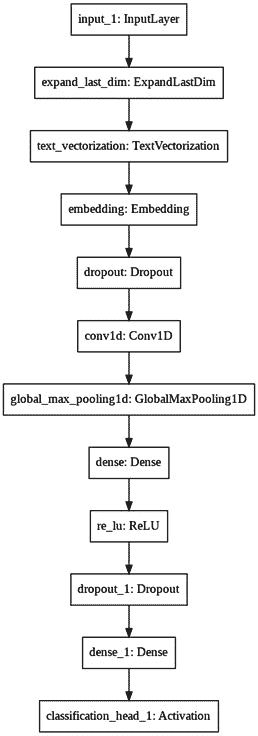 input_1: InputLayer
expand_last_dim: ExpandLastDim
text_vectorization: TextVectorization
embedding: Embedding
dropout: Dropout
conv1d: Conv1D
global_max_pooling1d: GlobalMaxPooling1D
dense: Dense
re_lu: ReLU
dropout_1: Dropout
dense_1: Dense
classification_head_1: Activation